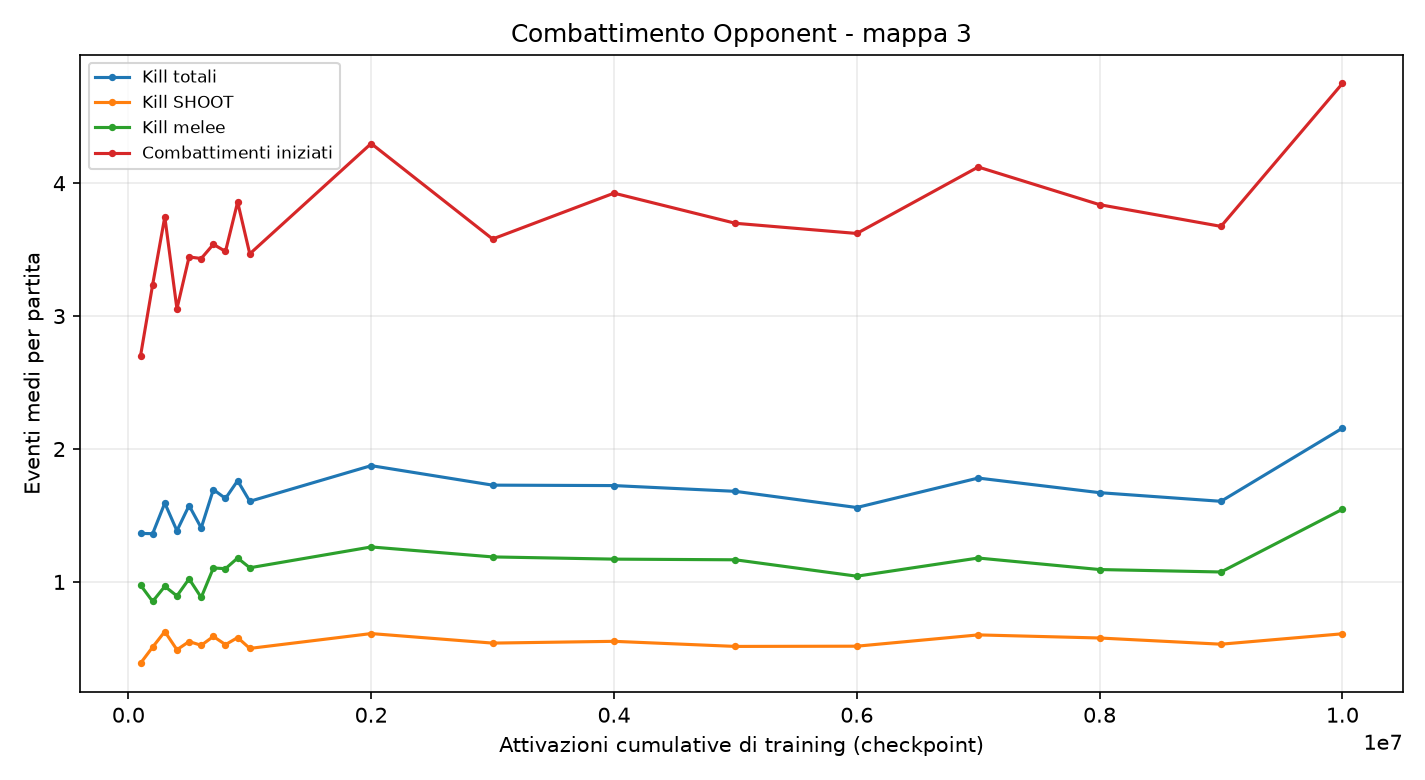 Combattimento Opponent - mappa 3
Kill totali
Kill SHOOT
Kill melee
Combattimenti iniziati
Eventi medi per partita
4
3
2
1
0.0 0.2 0.4 0.6 0.8 1.0
1e7
Attivazioni cumulative di training (checkpoint)